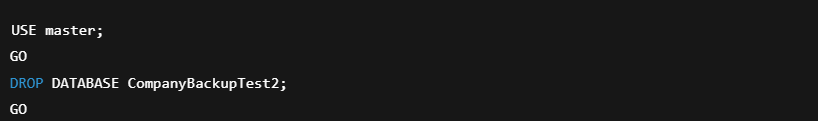 USE master;
GO
DROP DATABASE CompanyBackupTest2;
GO